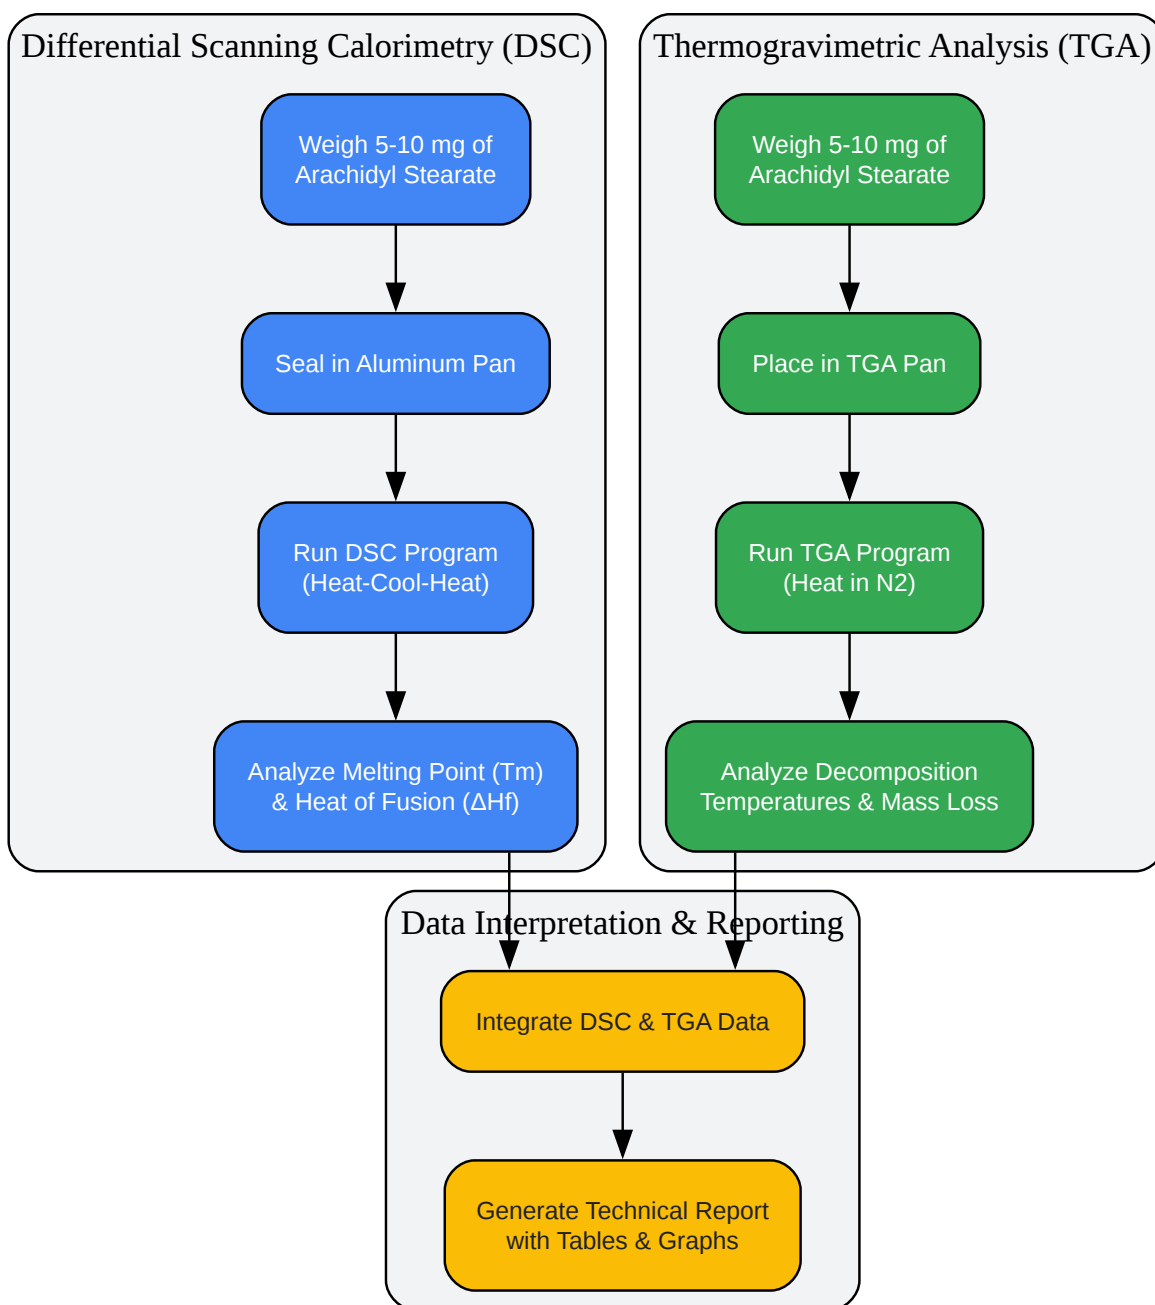 Differential Scanning Calorimetry (DSC)
Weigh 5-10 mg of
Arachidyl Stearate
Seal in Aluminum Pan
Run DSC Program
(Heat-Cool-Heat)
Analyze Melting Point (Tm)
& Heat of Fusion (ΔHf)
Thermogravimetric Analysis (TGA)
Weigh 5-10 mg of
Arachidyl Stearate
Place in TGA Pan
Run TGA Program
(Heat in N2)
Analyze Decomposition
Temperatures & Mass Loss
Data Interpretation & Reporting
Integrate DSC & TGA Data
Generate Technical Report
with Tables & Graphs